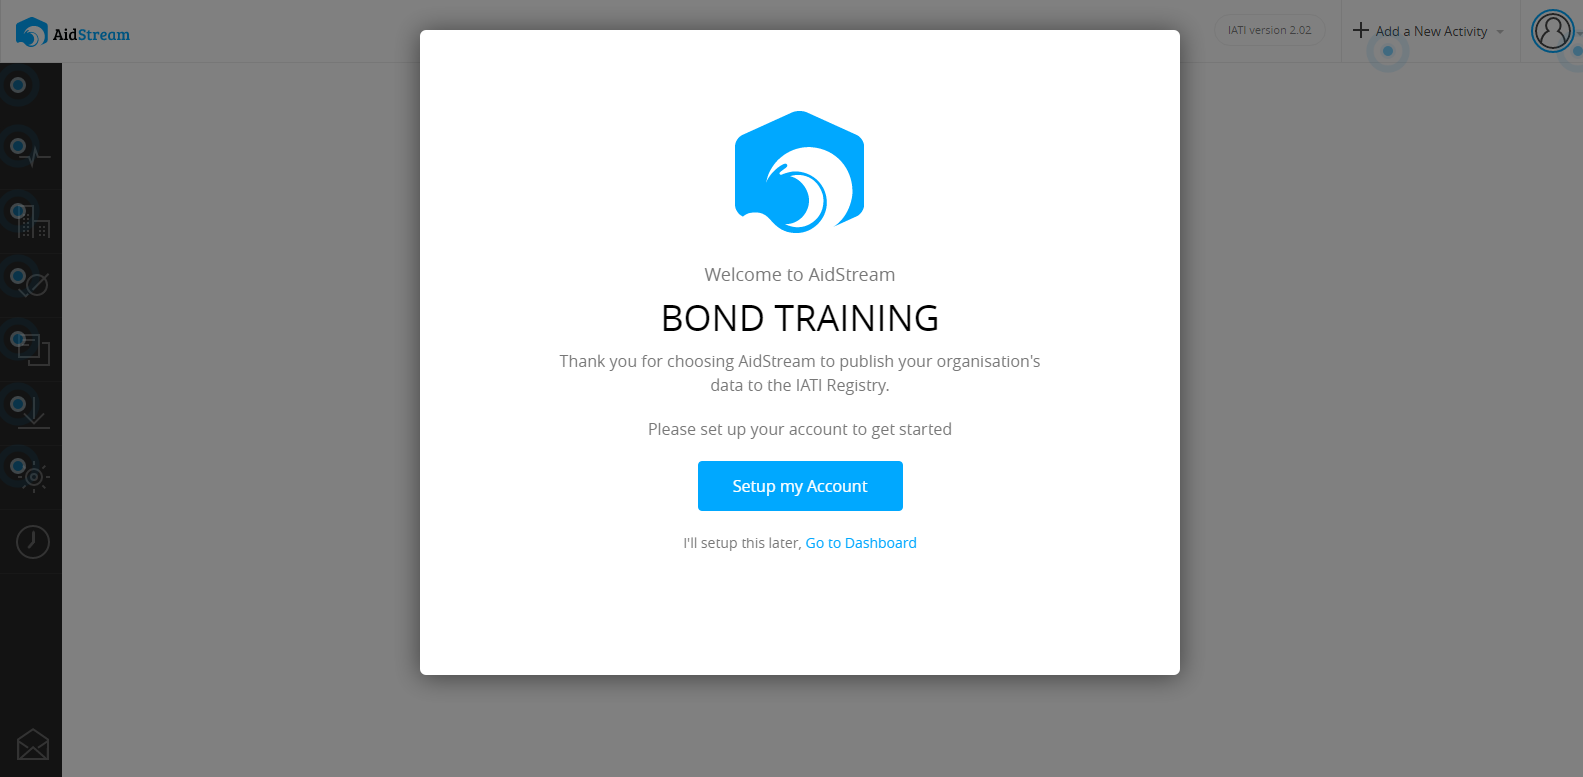 AidStream
IATI version 2.02
Add a New Activity
Welcome to AidStream
BOND TRAINING
Thank you for choosing AidStream to publish your organisation's
data to the IATI Registry.
Please set up your account to get started
Setup my Account
I'll setup this later, Go to Dashboard